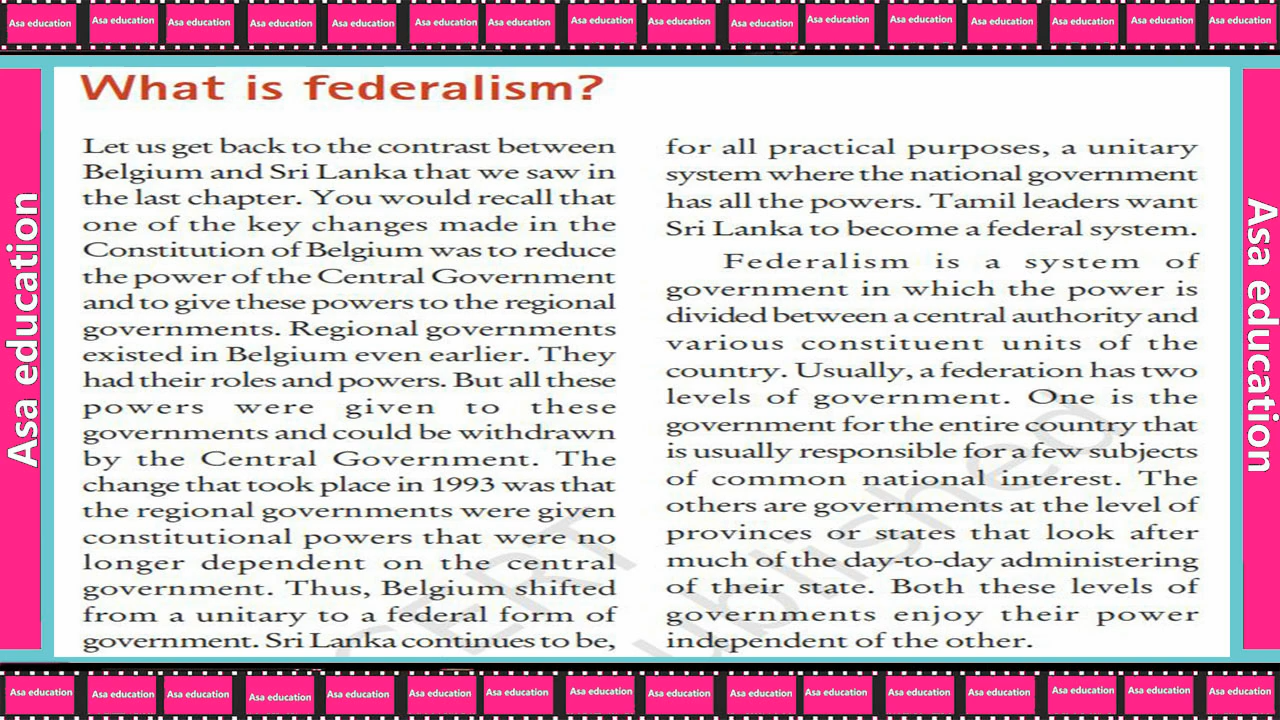 Asa education Asa education Asa education Asa education Asa education Asa education Asa education Asa education Asa education Asa education Asa education Asa education Asa education Asa education Asa education Asa education
Asa education
What is federalism?
Let us get back to the contrast between
Belgium and Sri Lanka that we saw in
the last chapter. You would recall that
one of the key changes made in the
Constitution of Belgium was to reduce
the power of the Central Government
and to give these powers to the regional
governments. Regional governments
existed in Belgium even earlier. They
had their roles and powers. But all these
powers were given to these
governments and could be withdrawn
by the Central Government. The
change that took place in 1993 was that
the regional governments were given
constitutional powers that were no
longer dependent on the central
government. Thus, Belgium shifted
from a unitary to a federal form of
government. Sri Lanka continues to be,
for all practical purposes, a unitary
system where the national government
has all the powers. Tamil leaders want
Sri Lanka to become a federal system.
Federalism is a system of
government in which the power is
divided between a central authority and
various constituent units of the
country. Usually, a federation has two
levels of government. One is the
government for the entire country that
is usually responsible for a few subjects
of common national interest. The
others are governments at the level of
provinces or states that look after
much of the day-to-day administering
of their state. Both these levels of
governments enjoy their power
independent of the other.
Asa education
Asa education Asa education Asa education Asa education Asa education Asa education Asa education Asa education Asa education Asa education Asa education Asa education Asa education Asa education Asa education Asa education